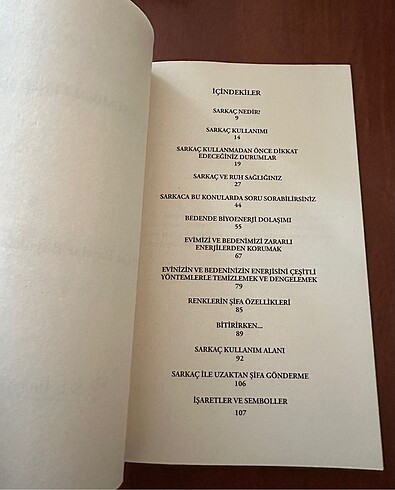 İÇİNDEKİLER
SARKAÇ NEDİR?
9
SARKAÇ KULLANIMI
14
SARKAÇ KULLANMADAN ÖNCE DİKKAT
EDECEĞİNİZ DURUMLAR
19
SARKAÇ VE RUH SAĞLIĞINIZ
27
SARKACA BU KONULARDA SORU SORABİLİRSİNİZ
44
BEDENDE BİYOENERJİ DOLAŞIMI
55
EVİMİZİ VE BEDENİMİZİ ZARARLI
ENERJİLERDEN KORUMAK
67
EVİNİZİN VE BEDENİNİZİN ENERJİSİNİ ÇEŞİTLİ
YÖNTEMLERLE TEMİZLEMEK VE DENGELEMEK
79
RENKLERİN ŞİFA ÖZELLİKLERİ
85
BİTİRİRKEN...
89
SARKAÇ KULLANIM ALANI
92
SARKAÇ İLE UZAKTAN ŞİFA GÖNDERME
106
İŞARETLER VE SEMBOLLER
107